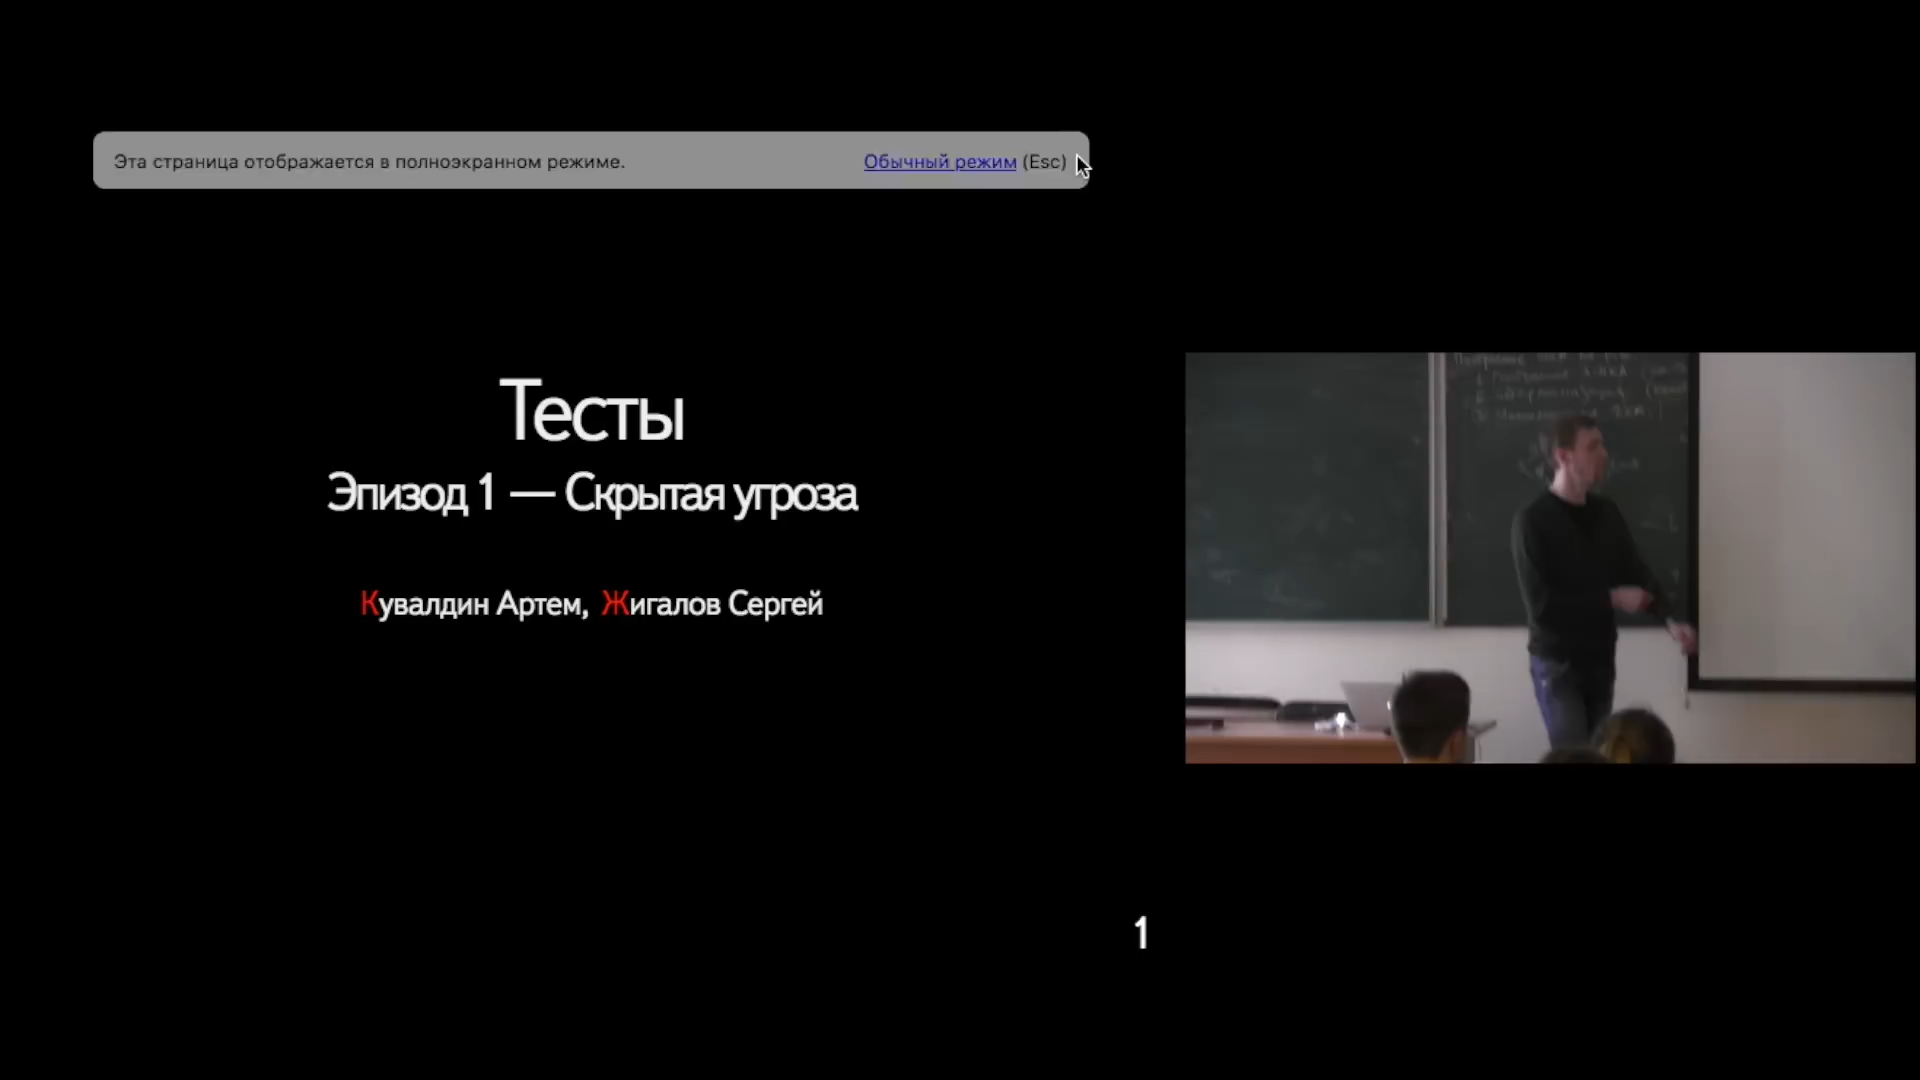 Эта страница отображается в полноэкранном режиме. Обычный режим (Esc)
Тесты
Эпизод 1 — Скрытая угроза
Кувалдин Артем, Жигалов Сергей
1